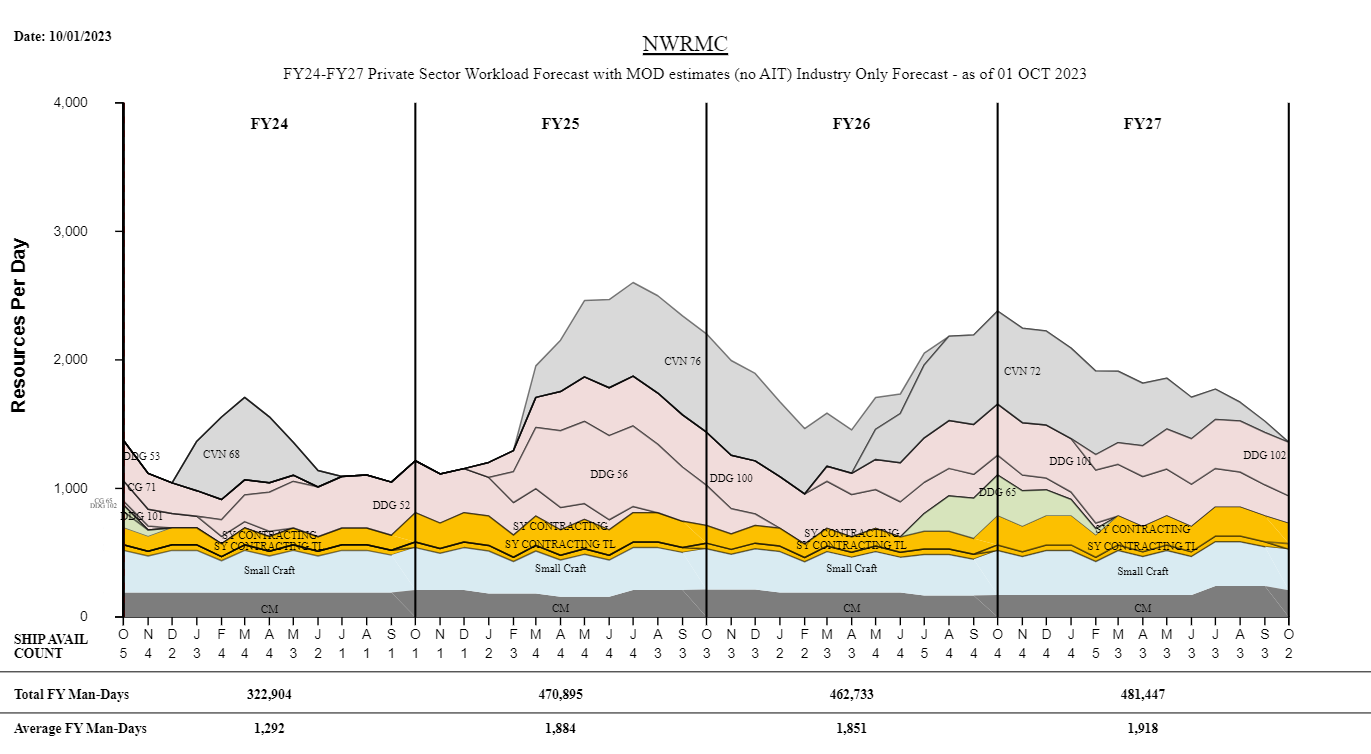 Date: 10/01/2023
NWRMC
FY24-FY27 Private Sector Workload Forecast with MOD estimates (no AIT) Industry Only Forecast - as of 01 OCT 2023
Resources Per Day
4,000
3,000
2,000
1,000
0
FY24 FY25 FY26 FY27
CVN 76
CVN 72
DDG 53
CVN 68
DDG 101
DDG 102
DDG 56
DDG 100
CG 71
DDG 65
CG 65
DDG 102
DDG 52
DDG 101
SY CONTRACTING
SY CONTRACTING
SY CONTRACTING
SY CONTRACTING
SY CONTRACTING TL
SY CONTRACTING TL
SY CONTRACTING TL
SY CONTRACTING TL
Small Craft Small Craft Small Craft Small Craft
CM CM CM CM
O N D J F M A M J J A S O N D J F M A M J J A S O N D J F M A M J J A S O N D J F M A M J J A S O
SHIP AVAIL
COUNT 5 4 2 3 4 4 4 3 2 1 1 1 1 1 1 2 3 4 4 4 4 4 3 3 3 3 3 2 2 3 3 4 4 5 4 4 4 4 4 4 5 3 4 3 3 3 3 3 2
Total FY Man-Days 322,904 470,895 462,733 481,447
Average FY Man-Days 1,292 1,884 1,851 1,918